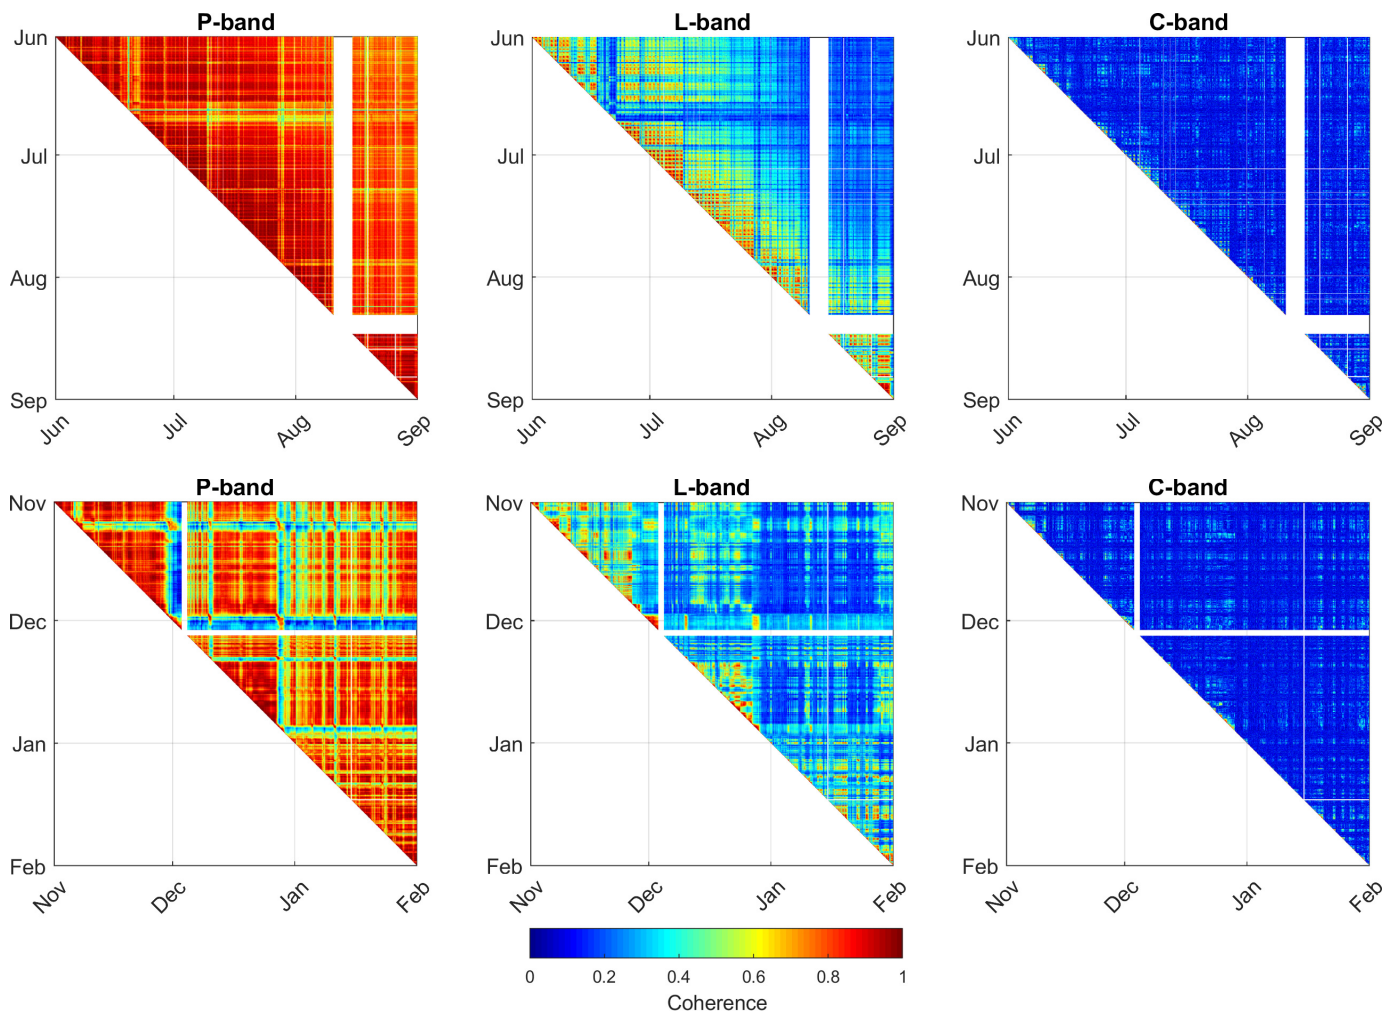 P-band
L-band
C-band
Jun
Jul
Aug
Sep
Jun
Jul
Aug
Sep
Jun
Jul
Aug
Sep
Jun
Jul
Aug
Sep
Jun
Jul
Aug
Sep
Jun
Jul
Aug
Sep
P-band
L-band
C-band
Nov
Dec
Jan
Feb
Nov
Dec
Jan
Feb
Nov
Dec
Jan
Feb
Nov
Dec
Jan
Feb
Nov
Dec
Jan
Feb
Nov
Dec
Jan
Feb
0 0.2 0.4 0.6 0.8 1
Coherence